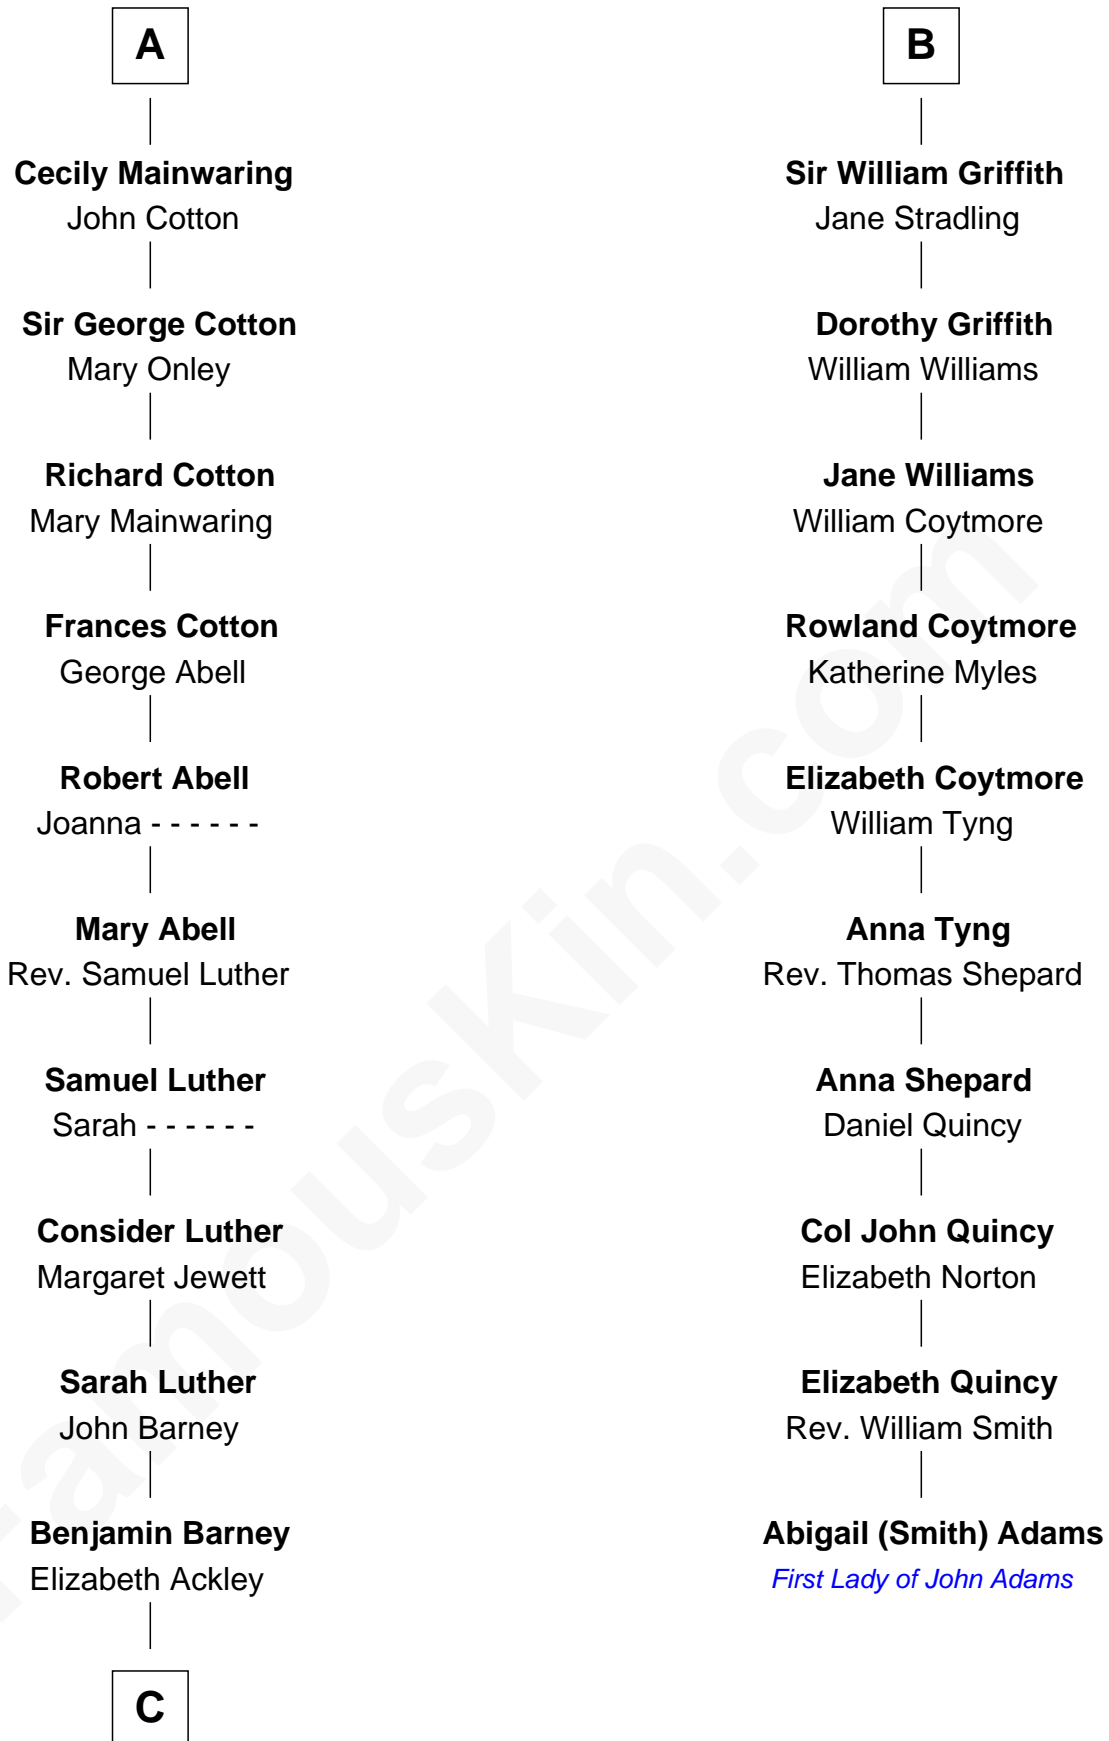 A
Cecily Mainwaring
John Cotton
Sir George Cotton
Mary Onley
Richard Cotton
Mary Mainwaring
Frances Cotton
George Abell
Robert Abell
Joanna - - - - - -
Mary Abell
Rev. Samuel Luther
Samuel Luther
Sarah - - - - - -
Consider Luther
Margaret Jewett
Sarah Luther
John Barney
Benjamin Barney
Elizabeth Ackley
C
B
Sir William Griffith
Jane Stradling
Dorothy Griffith
William Williams
Jane Williams
William Coytmore
Rowland Coytmore
Katherine Myles
Elizabeth Coytmore
William Tyng
Anna Tyng
Rev. Thomas Shepard
Anna Shepard
Daniel Quincy
Col John Quincy
Elizabeth Norton
Elizabeth Quincy
Rev. William Smith
Abigail (Smith) Adams
First Lady of John Adams
FamousKin.com